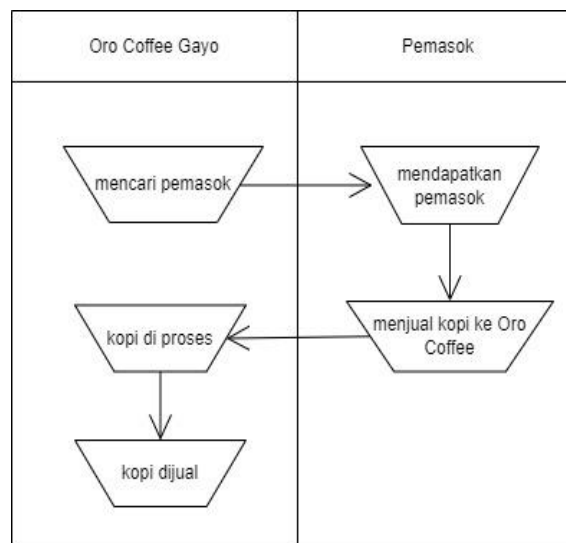 Oro Coffee Gayo
Pemasok
mencari pemasok
mendapatkan
pemasok
menjual kopi ke Oro
Coffee
kopi di proses
kopi dijual